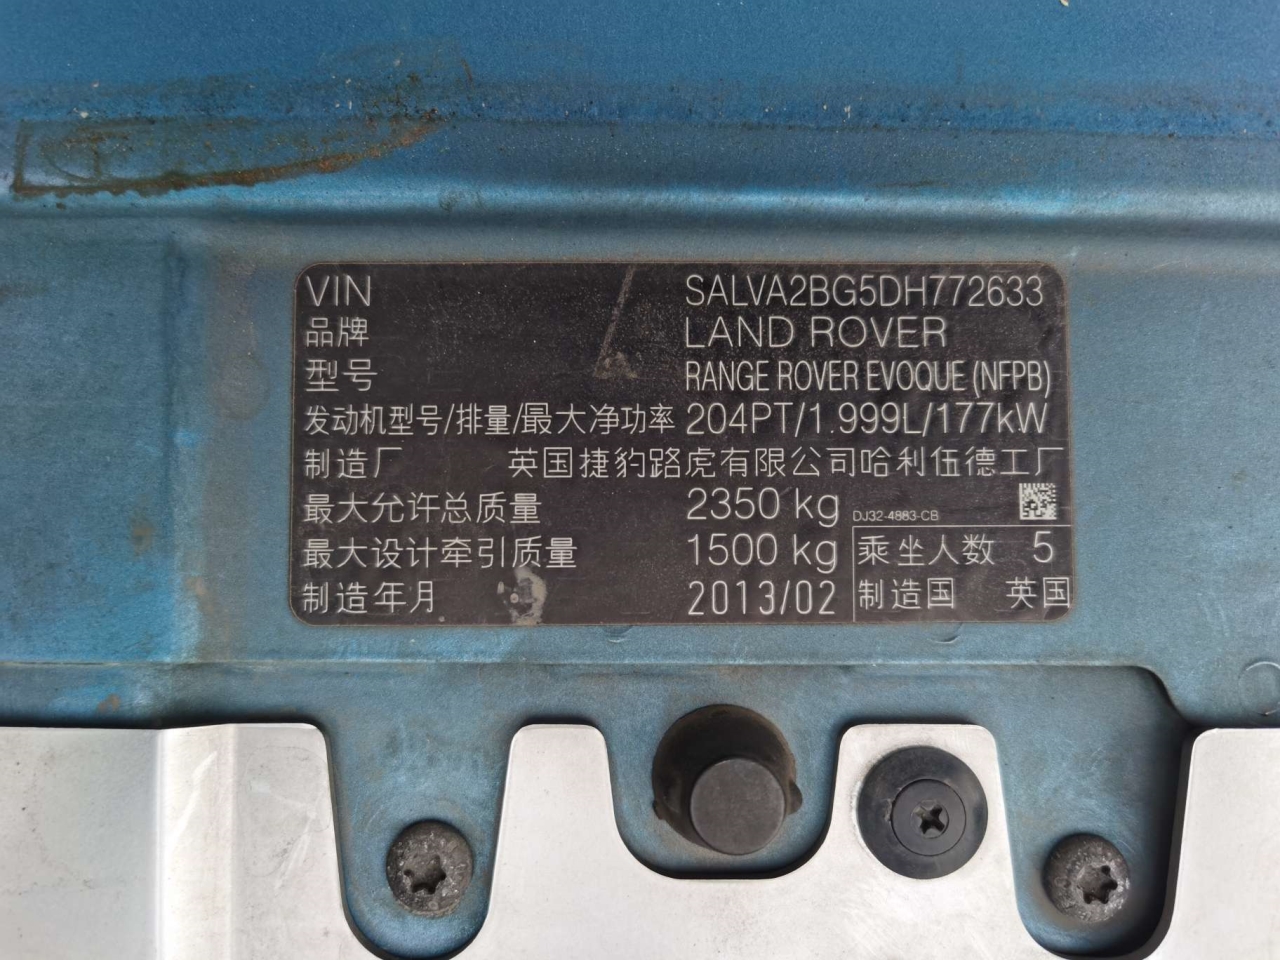 VIN SALVA2BG5DH772633
品牌 LAND ROVER
型号 RANGE ROVER EVOQUE (NFPB)
发动机型号/排量/最大净功率 204PT/1.999L/177kW
制造厂 英国捷豹路虎有限公司哈利伍德工厂
最大允许总质量 2350 kg DJ32-4883-CB
最大设计牵引质量 1500 kg 乘坐人数 5
制造年月 2013/02 制造国 英国